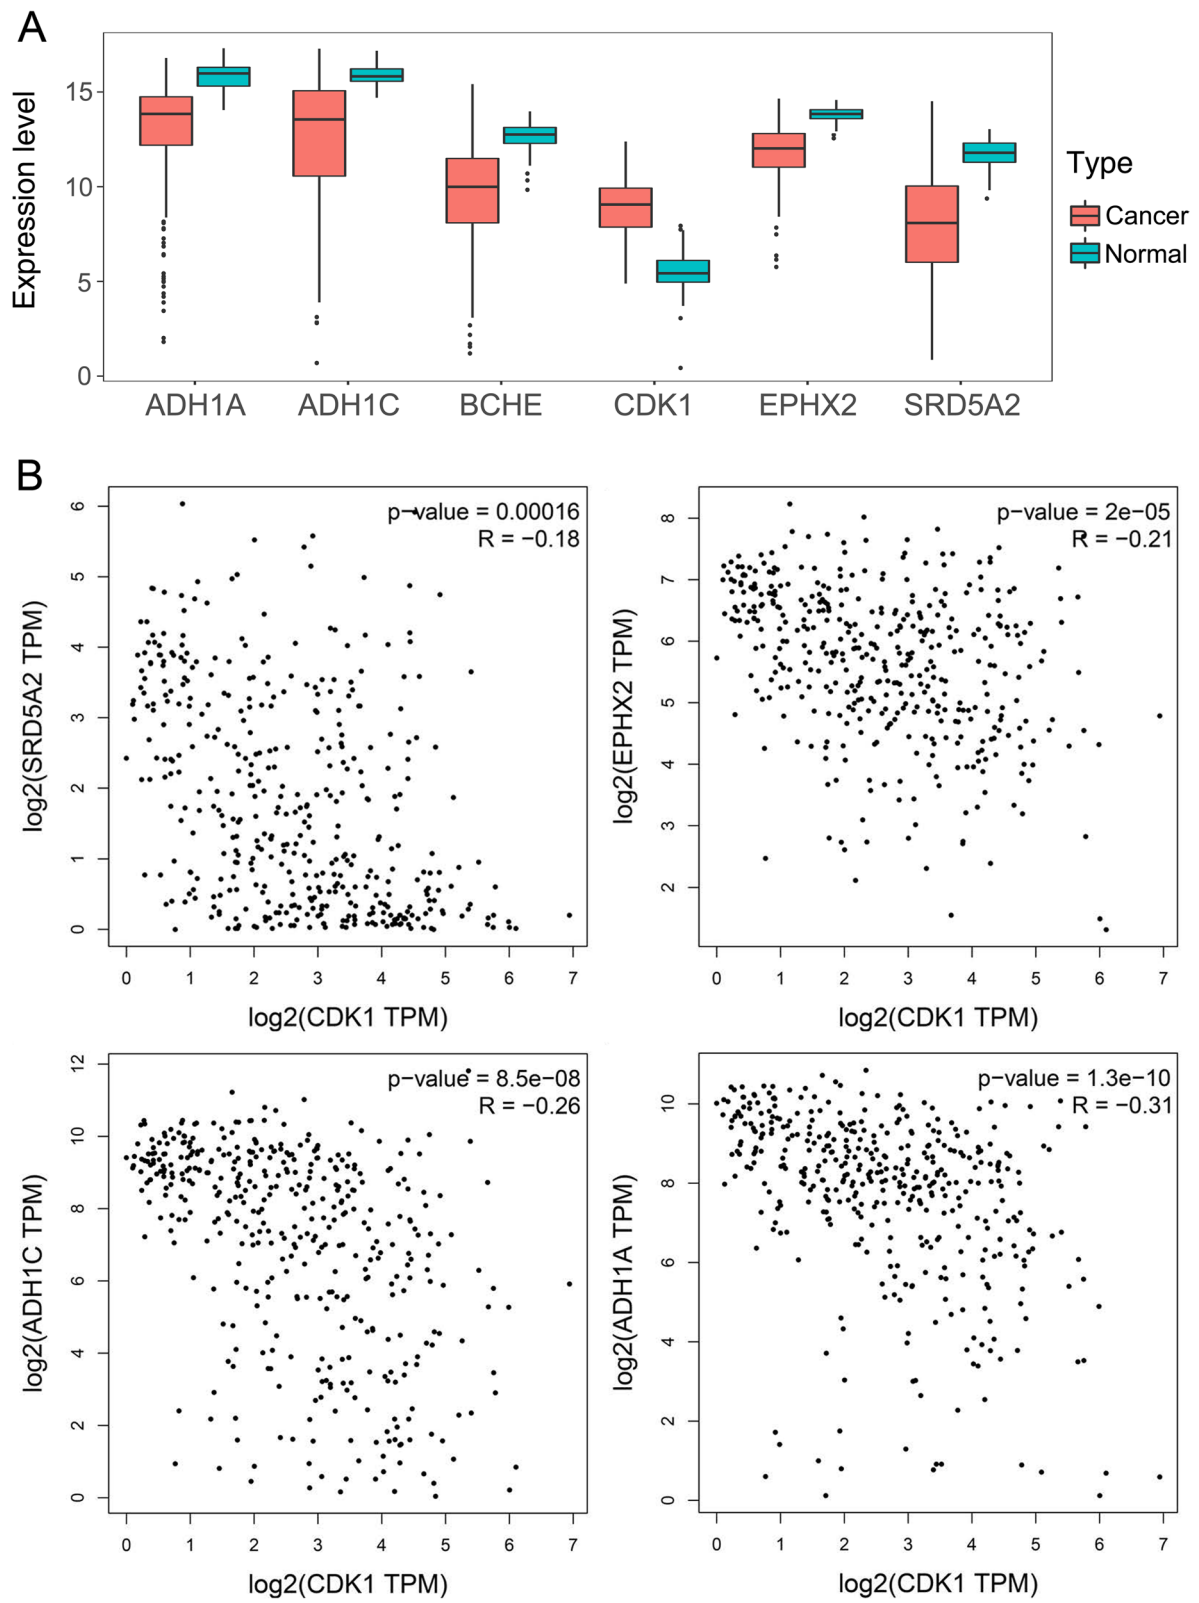 A
Expression level
15
10
5
0
ADH1A ADH1C BCHE CDK1 EPHX2 SRD5A2
Type
Cancer
Normal
B
p-value = 0.00016
R = −0.18
log2(SRD5A2 TPM)
6
5
4
3
2
1
0
0 1 2 3 4 5 6 7
log2(CDK1 TPM)
p-value = 2e-05
R = −0.21
log2(EPHX2 TPM)
8
7
6
5
4
3
2
0 1 2 3 4 5 6 7
log2(CDK1 TPM)
p-value = 8.5e-08
R = −0.26
log2(ADH1C TPM)
12
10
8
6
4
2
0
0 1 2 3 4 5 6 7
log2(CDK1 TPM)
p-value = 1.3e-10
R = −0.31
log2(ADH1A TPM)
10
8
6
4
2
0
0 1 2 3 4 5 6 7
log2(CDK1 TPM)